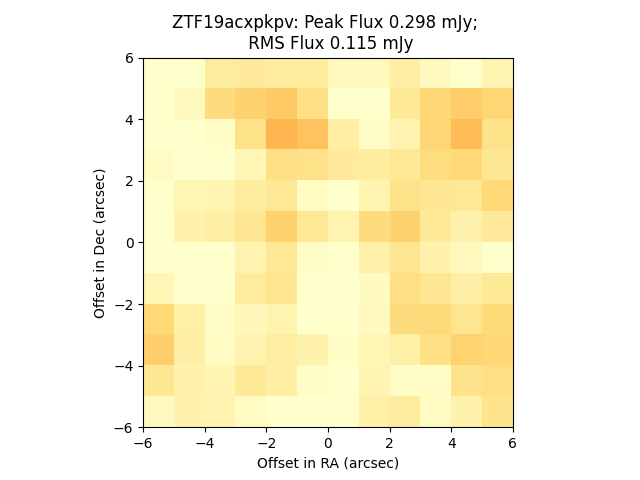 ZTF19acxpkpv: Peak Flux 0.298 mJy;
RMS Flux 0.115 mJy
6
4
2
0
−2
−4
−6
Offset in Dec (arcsec)
−6 −4 −2 0 2 4 6
Offset in RA (arcsec)